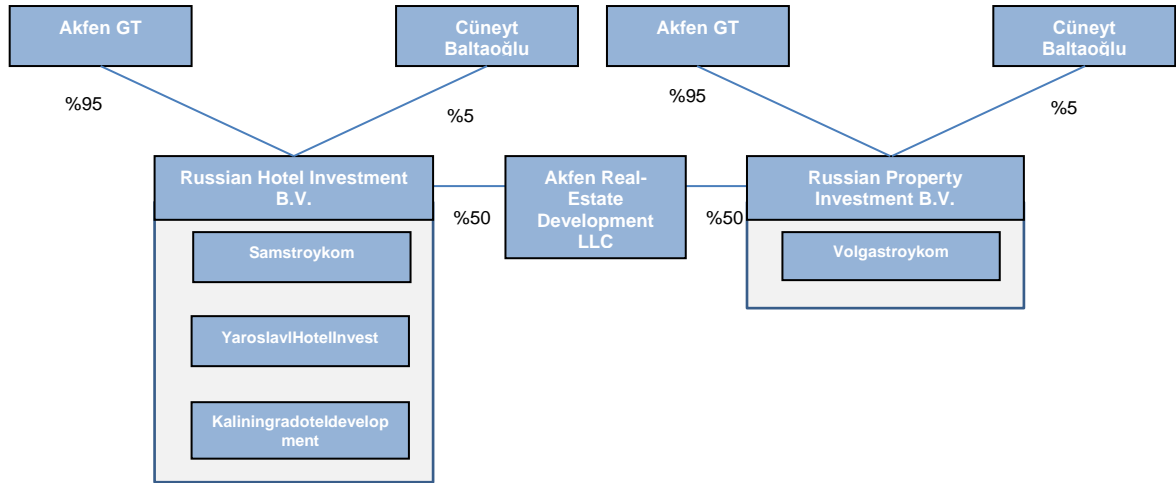 Akfen GT
Cüneyt
Baltaoğlu
Akfen GT
Cüneyt
Baltaoğlu
%95
%5
%95
%5
Russian Hotel Investment
B.V.
Akfen Real-
Estate
Development
LLC
Russian Property
Investment B.V.
%50
%50
Samstroykom
YaroslavlHotelInvest
Kaliningradoteldevelop
ment
Volgastroykom